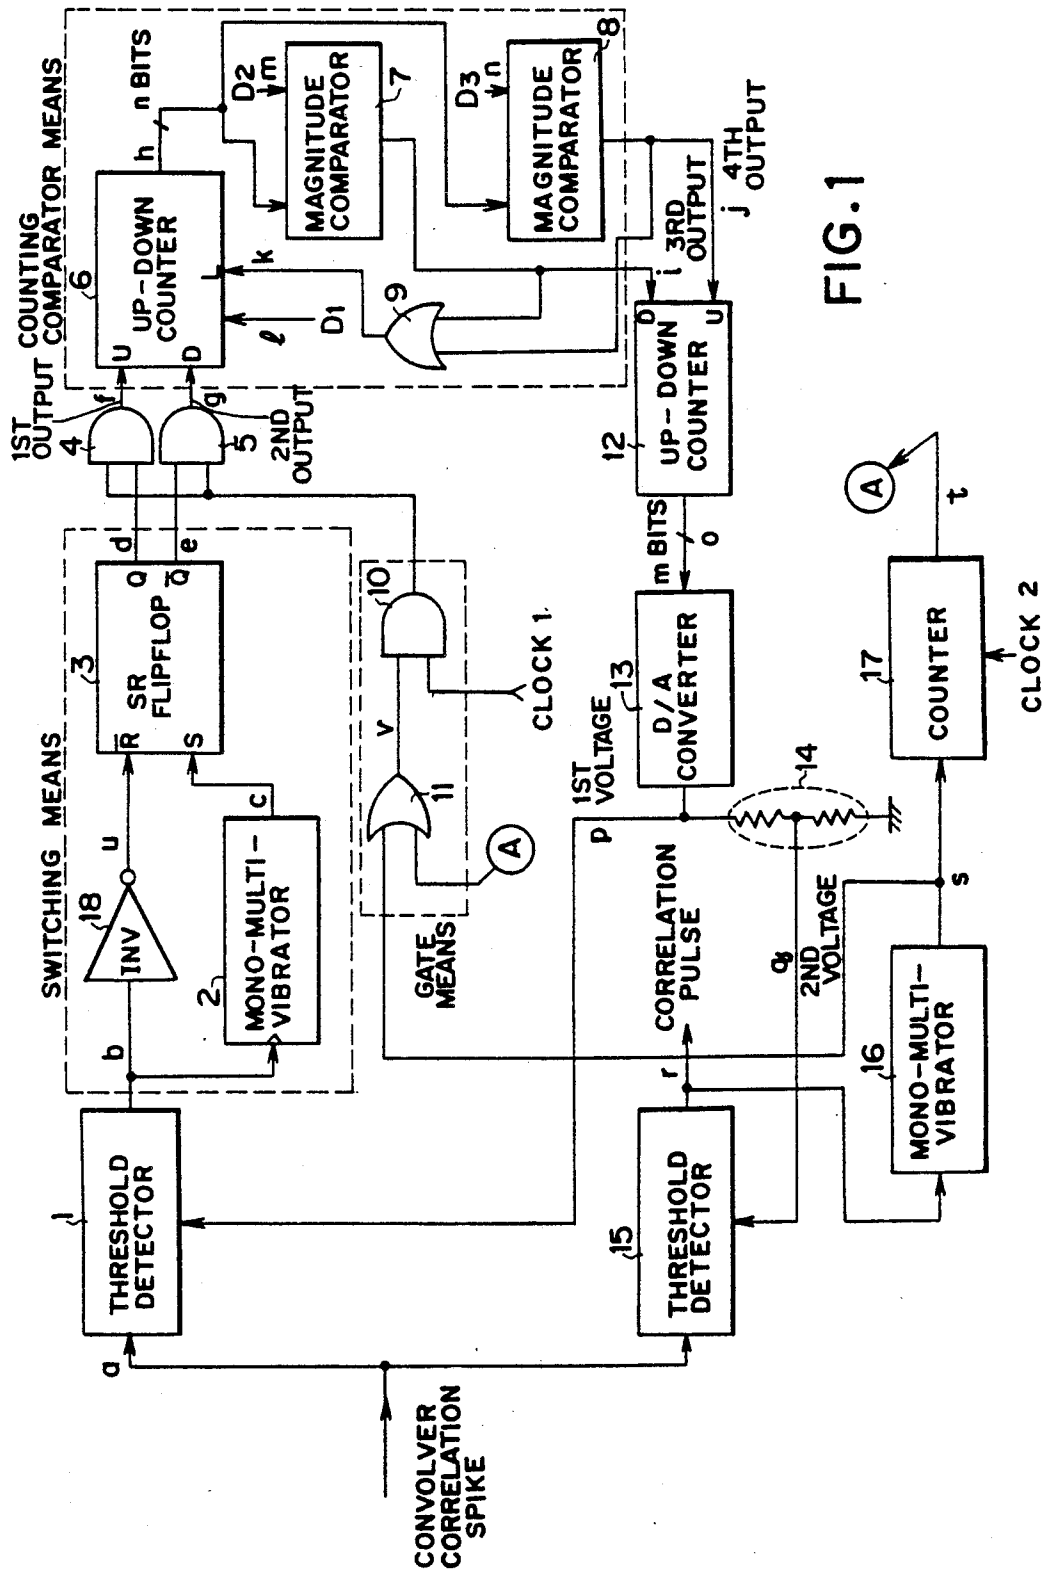 CONVOLVER
CORRELATION
SPIKE
a
1
THRESHOLD
DETECTOR
b
SWITCHING MEANS
18
INV
u
2
MONO-MULTI-
VIBRATOR
c
3
R
S
SR
FLIPFLOP
Q
Q
d
e
1ST
OUTPUT
4
f
5
g
2ND
OUTPUT
COUNTING
COMPARATOR MEANS
6
U
D
UP-DOWN
COUNTER
L
h
n BITS
k
ℓ
D1
D2
m
MAGNITUDE
COMPARATOR
7
D3
n
MAGNITUDE
COMPARATOR
8
9
i
3RD
OUTPUT
j
4TH
OUTPUT
GATE
MEANS
11
A
v
10
CLOCK 1
12
D
U
UP-DOWN
COUNTER
m BITS
o
13
D/A
CONVERTER
1ST
VOLTAGE
p
14
q
2ND
VOLTAGE
15
THRESHOLD
DETECTOR
r
CORRELATION
PULSE
16
MONO-MULTI-
VIBRATOR
s
17
COUNTER
CLOCK 2
t
A
FIG. 1